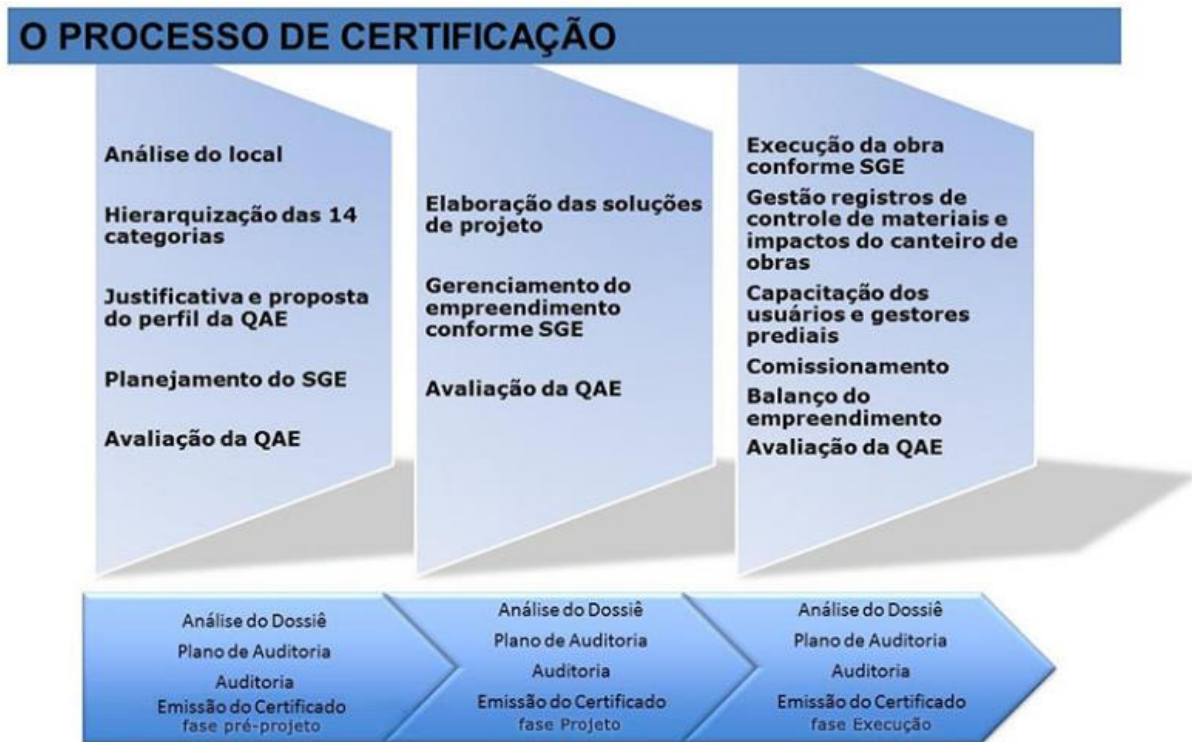 O PROCESSO DE CERTIFICAÇÃO
Análise do local
Hierarquização das 14
categorias
Justificativa e proposta
do perfil da QAE
Planejamento do SGE
Avaliação da QAE
Elaboração das soluções
de projeto
Gerenciamento do
empreendimento
conforme SGE
Avaliação da QAE
Execução da obra
conforme SGE
Gestão registros de
controle de materiais e
impactos do canteiro de
obras
Capacitação dos
usuários e gestores
prediais
Comissionamento
Balanço do
empreendimento
Avaliação da QAE
Análise do Dossiê
Plano de Auditoria
Auditoria
Emissão do Certificado
fase pré-projeto
Análise do Dossiê
Plano de Auditoria
Auditoria
Emissão do Certificado
fase Projeto
Análise do Dossiê
Plano de Auditoria
Auditoria
Emissão do Certificado
fase Execução